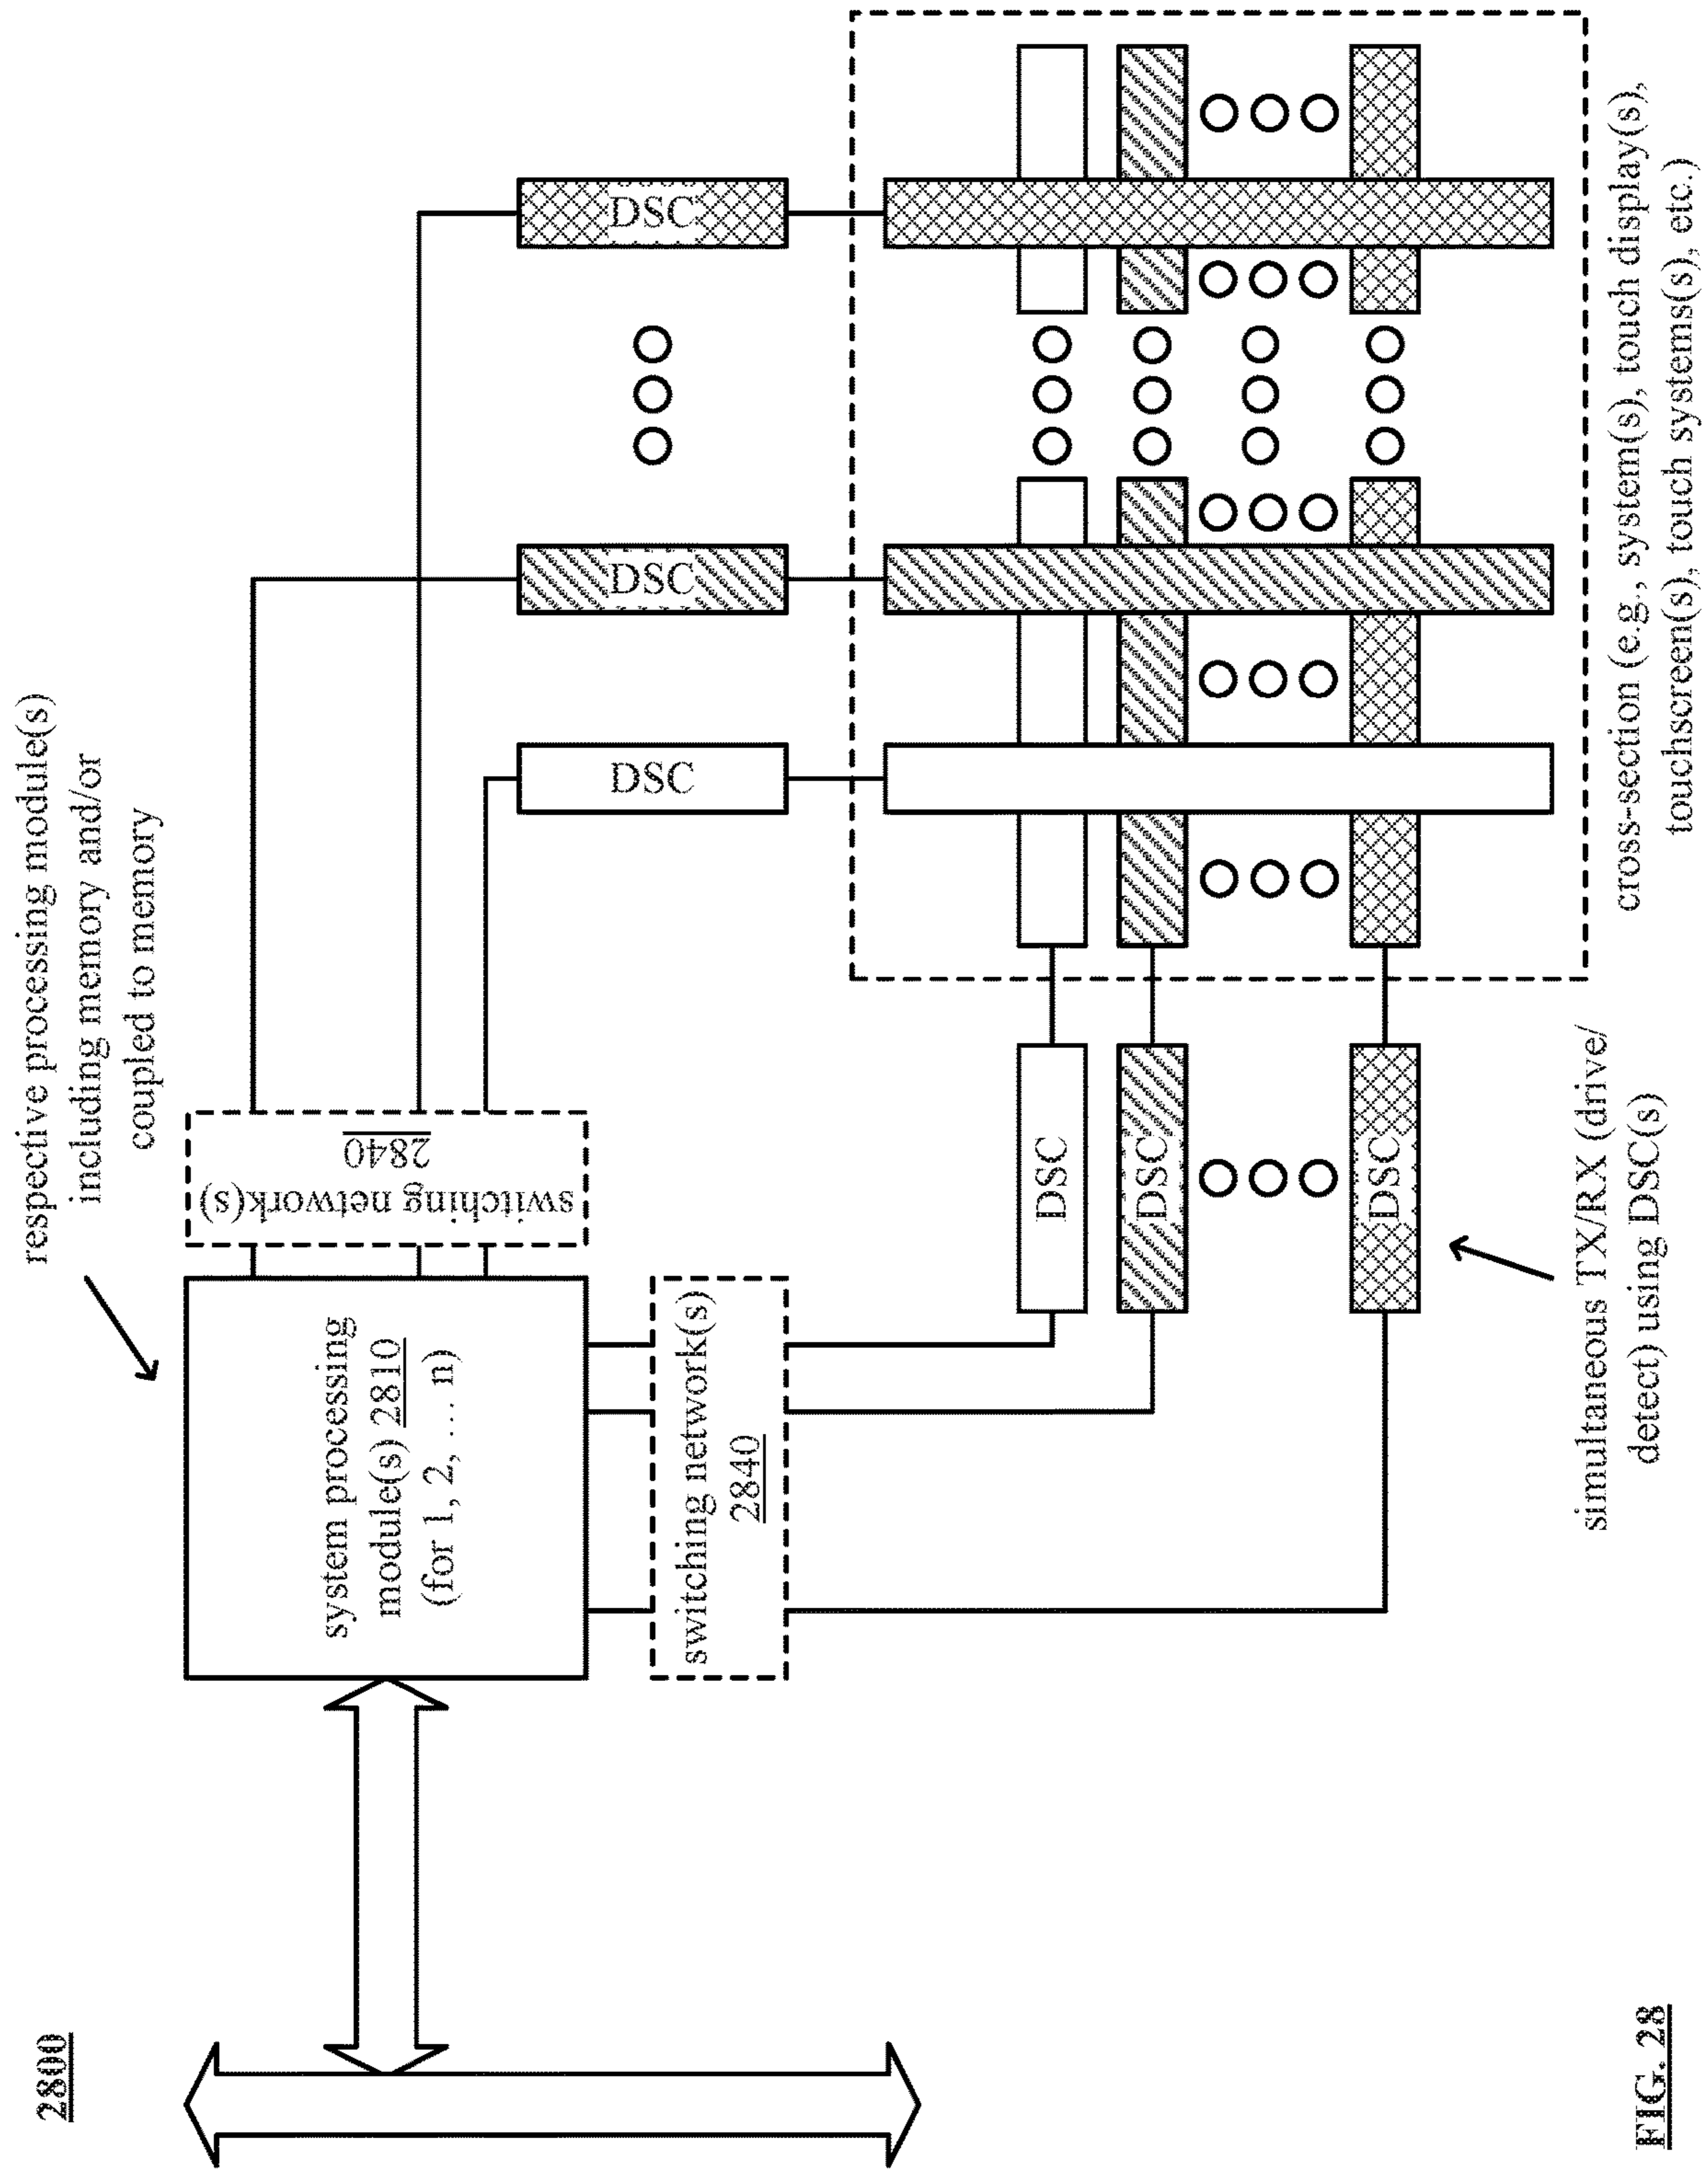 2800
respective processing module(s)
including memory and/or
coupled to memory
system processing
module(s) 2810
(for 1, 2, … n)
switching network(s)
2840
switching network(s)
2840
DSC
DSC
DSC
DSC
DSC
DSC
simultaneous TX/RX (drive/
detect) using DSC(s)
cross-section (e.g., system(s), touch display(s),
touchscreen(s), touch systems(s), etc.)
FIG. 28